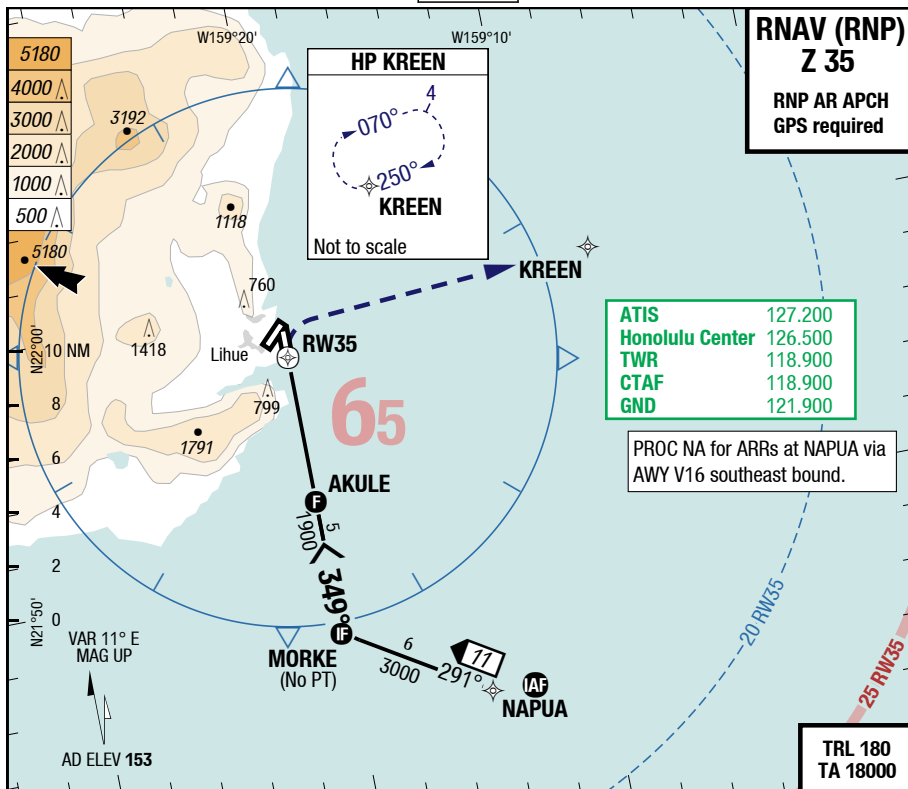 W159°20'
W159°10'
RNAV (RNP)
Z 35
RNP AR APCH
GPS required
5180
4000
3000
2000
1000
500
3192
1118
5180
760
1418
Lihue
799
1791
HP KREEN
4
070°
250°
KREEN
Not to scale
KREEN
RW35
65
ATIS 127.200
Honolulu Center 126.500
TWR 118.900
CTAF 118.900
GND 121.900
PROC NA for ARRs at NAPUA via
AWY V16 southeast bound.
N22°00'
10 NM
8
6
4
2
0
N21°50'
AKULE
F
5
1900
349°
IF
MORKE
(No PT)
6
3000
291°
11
IAF
NAPUA
20 RW35
25 RW35
VAR 11° E
MAG UP
AD ELEV 153
TRL 180
TA 18000